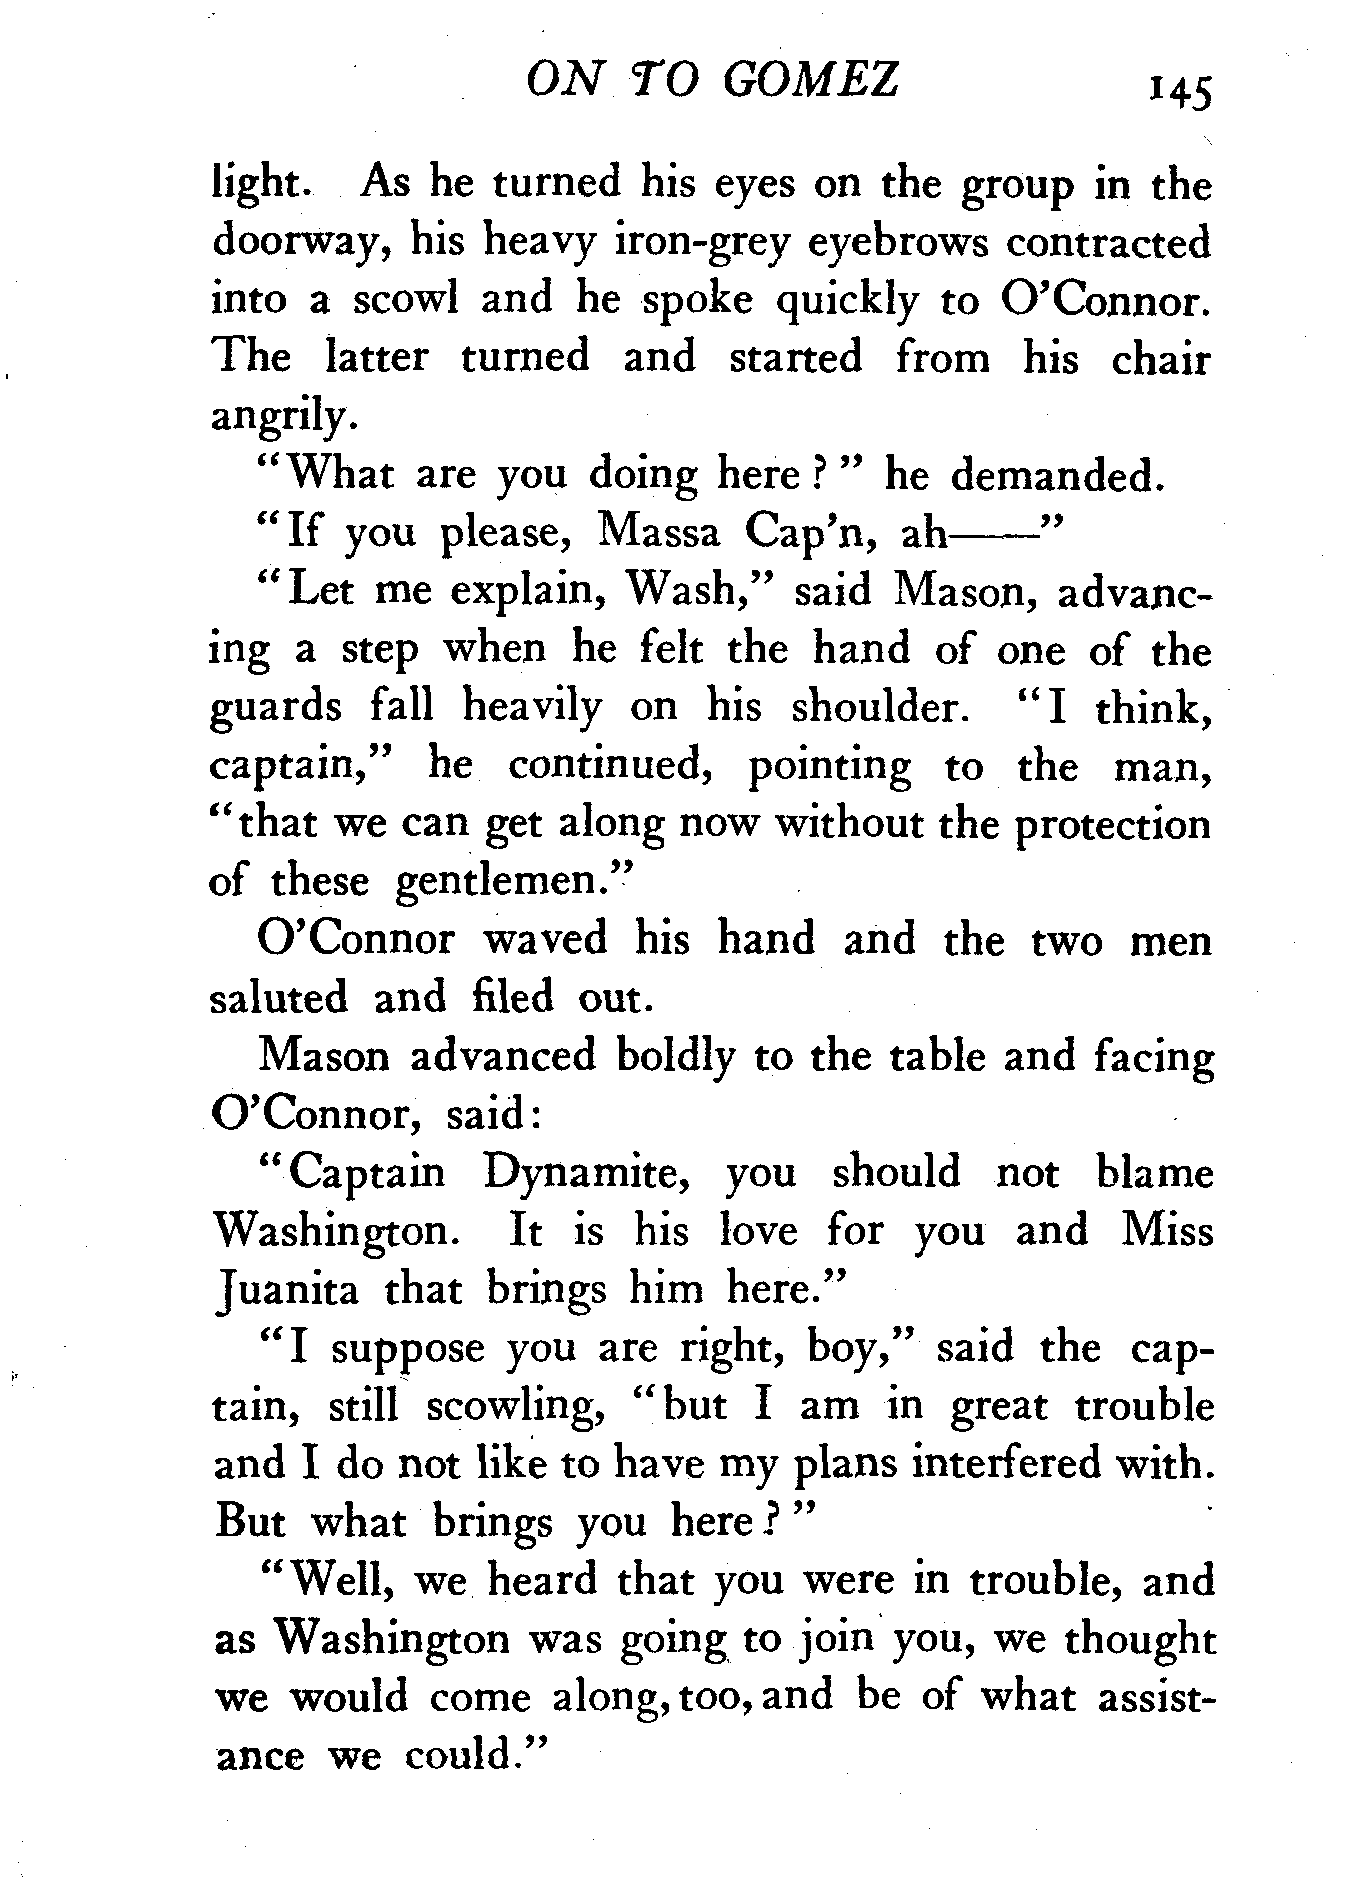 ON TO GOMEZ 145
light. As he turned his eyes on the group in the
doorway, his heavy iron-grey eyebrows contracted
into a scowl and he spoke quickly to O'Connor.
The latter turned and started from his chair
angrily.
"What are you doing here?" he demanded.
"If you please, Massa Cap'n, ah——"
"Let me explain, Wash," said Mason, advanc-
ing a step when he felt the hand of one of the
guards fall heavily on his shoulder. "I think,
captain," he continued, pointing to the man,
"that we can get along now without the protection
of these gentlemen."
O'Connor waved his hand and the two men
saluted and filed out.
Mason advanced boldly to the table and facing
O'Connor, said:
"Captain Dynamite, you should not blame
Washington. It is his love for you and Miss
Juanita that brings him here."
"I suppose you are right, boy," said the cap-
tain, still scowling, "but I am in great trouble
and I do not like to have my plans interfered with.
But what brings you here?"
"Well, we heard that you were in trouble, and
as Washington was going to join you, we thought
we would come along, too, and be of what assist-
ance we could."